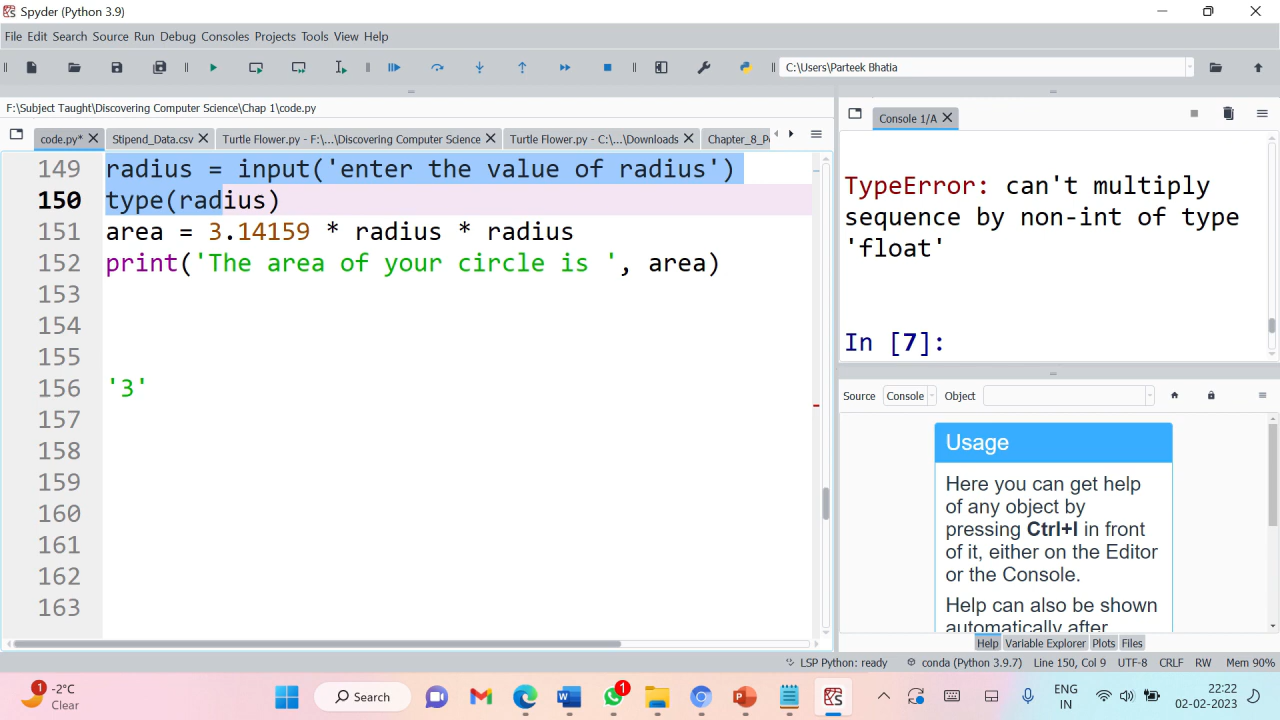 Spyder (Python 3.9)
File Edit Search Source Run Debug Consoles Projects Tools View Help
C:\Users\Parteek Bhatia
F:\Subject Taught\Discovering Computer Science\Chap 1\code.py
code.py* Stipend_Data.csv Turtle Flower.py - F:\...\Discovering Computer Science Turtle Flower.py - C:\...\Downloads Chapter_8_P
149 radius = input('enter the value of radius')
150 type(radius)
151 area = 3.14159 * radius * radius
152 print('The area of your circle is ', area)
153
154
155
156 '3'
157
158
159
160
161
162
163
Console 1/A
TypeError: can't multiply
sequence by non-int of type
'float'
In [7]:
Source Console Object
Usage
Here you can get help
of any object by
pressing Ctrl+I in front
of it, either on the Editor
or the Console.
Help can also be shown
automatically after
Help Variable Explorer Plots Files
LSP Python: ready conda (Python 3.9.7) Line 150, Col 9 UTF-8 CRLF RW Mem 90%
1
-2°C
Clear
Search
1
ENG
IN
22:22
02-02-2023